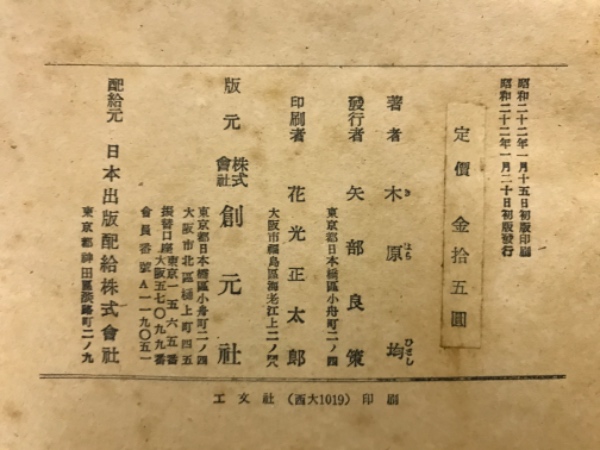 昭和二十二年一月十五日初版印刷
昭和二十二年一月二十日初版發行
定價 金拾五圓
著者 木原均
き はら ひさし
發行者 矢部良策
東京都日本橋區小舟町二ノ四
印刷者 花光正太郎
大阪市福島區海老江上二ノ六
版元 株式會社 創元社
東京都日本橋區小舟町二ノ四
大阪市北區樋上町四五
振替口座 東京一五六五番
大阪五七〇九九番
會員番號A一一九〇五一
配給元 日本出版配給株式會社
東京都神田區淡路町二ノ九
工文社 (西大1019) 印刷